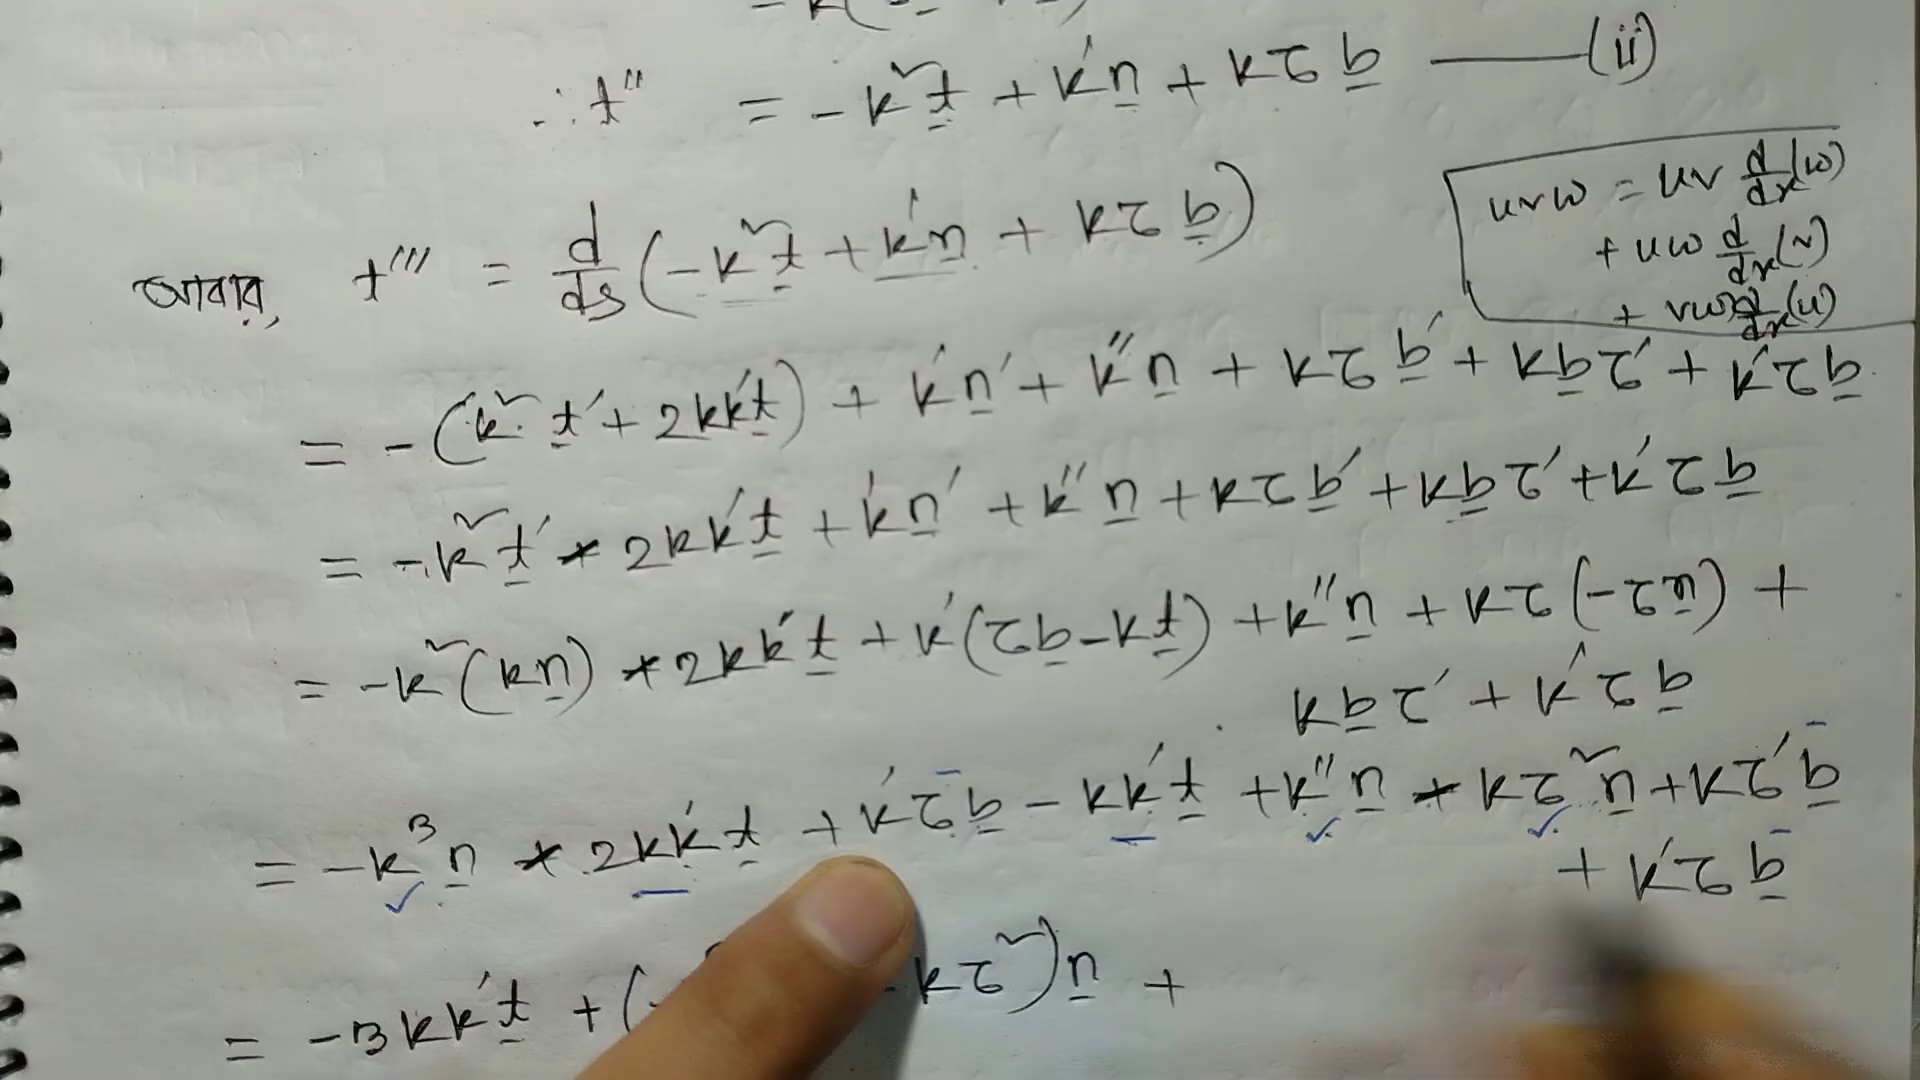 ∴ t'' = -k²t + k'n + kτb ——(ii)
uvw = uv d/dx(w)
+ uw d/dx(v)
+ vw d/dx(u)
আবার, t''' = d/ds(-k²t + k'n + kτb)
= -(k²t' + 2kk't) + k'n' + k''n + kτb' + kbτ' + k'τb
= -k²t' - 2kk't + k'n' + k''n + kτb' + kbτ' + k'τb
= -k²(kn) - 2kk't + k'(τb - kt) + k''n + kτ(-τn) +
kbτ' + k'τb
= -k³n - 2kk't + k'τb - kk't + k''n - kτ²n + kτ'b
+ k'τb
= -3kk't + (- kτ²)n +